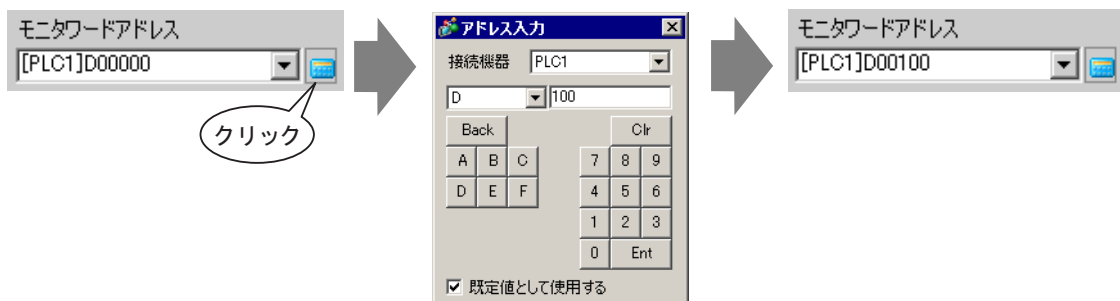 モニタワードアドレス
[PLC1]D00000
クリック
アドレス入力
接続機器 PLC1
D 100
Back Clr
A B C 7 8 9
D E F 4 5 6
1 2 3
0 Ent
既定値として使用する
モニタワードアドレス
[PLC1]D00100